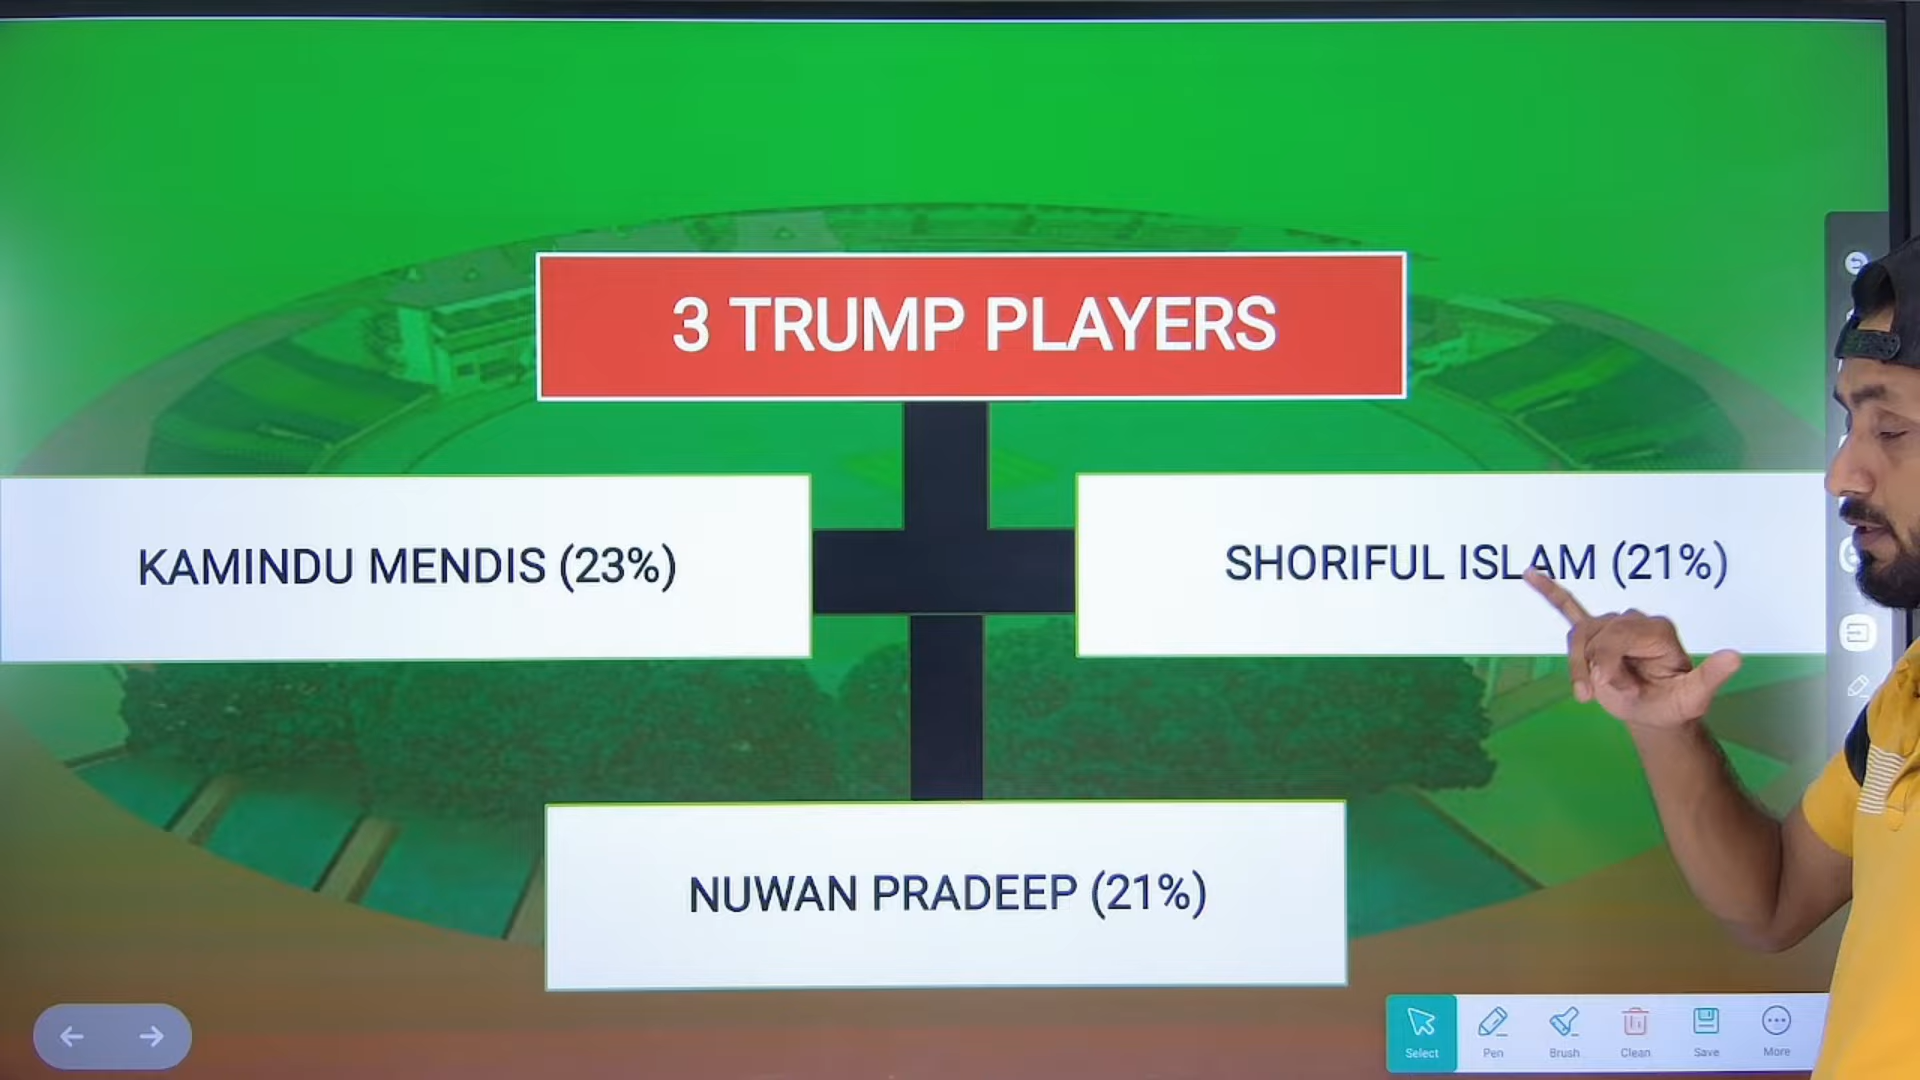 3 TRUMP PLAYERS
KAMINDU MENDIS (23%)
SHORIFUL ISLAM (21%)
NUWAN PRADEEP (21%)
Select
Pen
Brush
Clean
Save
More